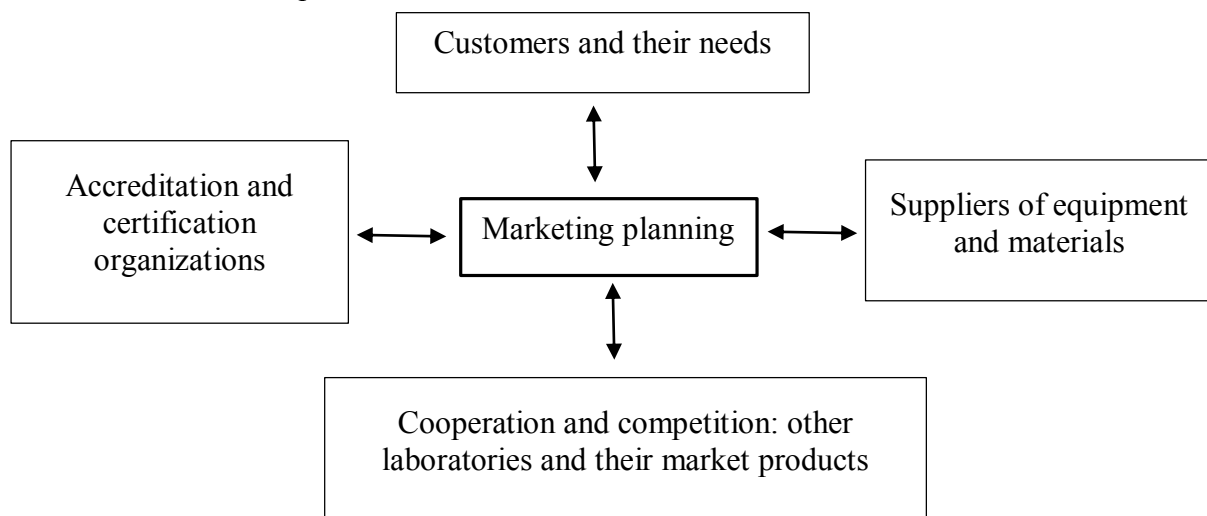 Customers and their needs
Accreditation and
certification
organizations
Marketing planning
Suppliers of equipment
and materials
Cooperation and competition: other
laboratories and their market products